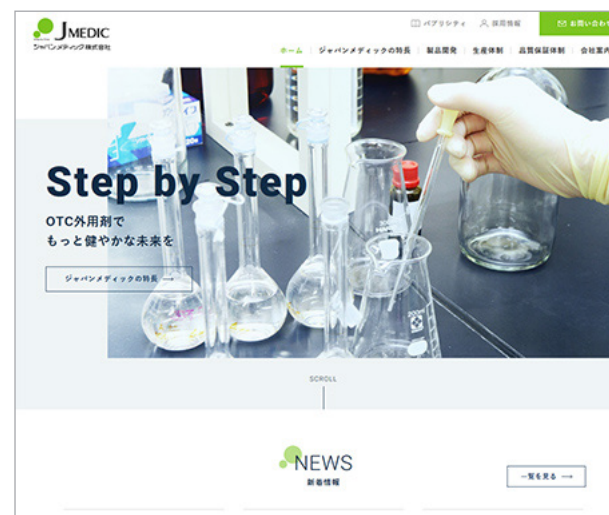 JMEDIC
ジャパンメディック株式会社
パブリシティ
採用情報
お問い合わせ
ホーム
ジャパンメディックの特長
製品開発
生産体制
品質保証体制
会社案内
Step by Step
OTC外用剤で
もっと健やかな未来を
ジャパンメディックの特長 →
SCROLL
NEWS
新着情報
一覧を見る →